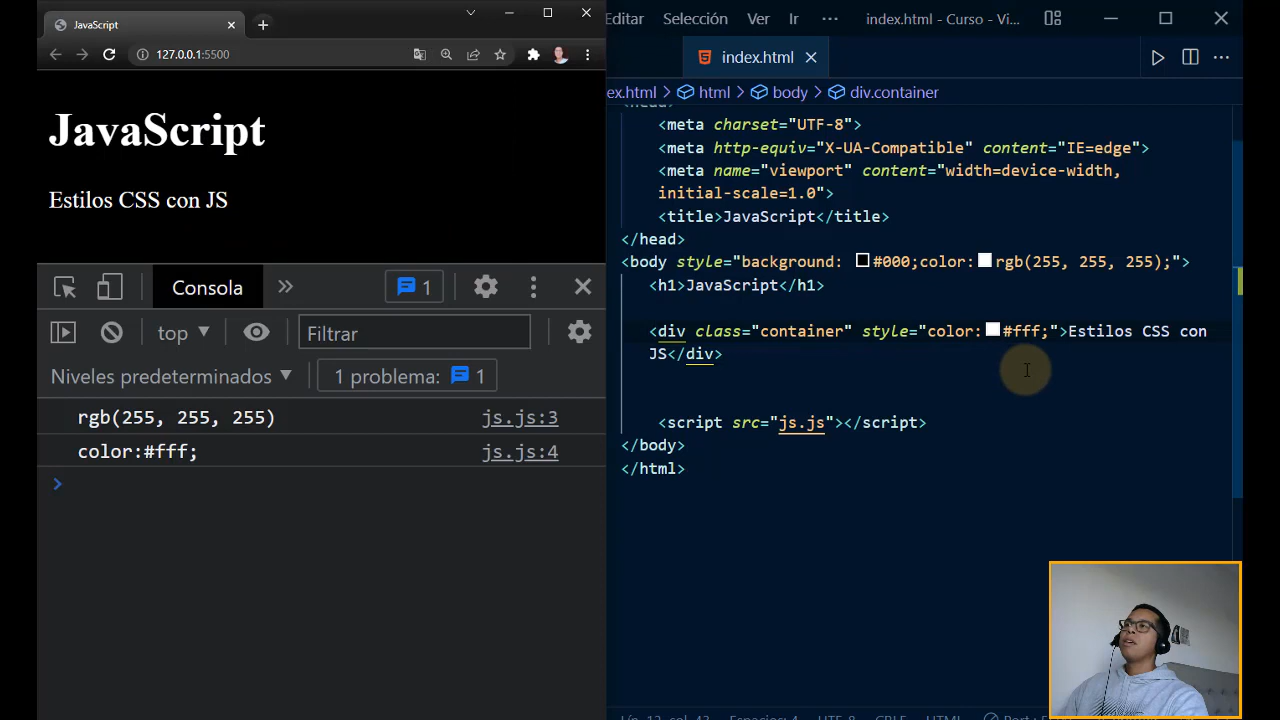 JavaScript
127.0.0.1:5500
JavaScript
Estilos CSS con JS
Consola
1
top
Filtrar
Niveles predeterminados
1 problema: 1
rgb(255, 255, 255)
js.js:3
color:#fff;
js.js:4
Editar Selección Ver Ir ··· index.html - Curso - Vi...
index.html
ex.html > html > body > div.container
<head>
<meta charset="UTF-8">
<meta http-equiv="X-UA-Compatible" content="IE=edge">
<meta name="viewport" content="width=device-width,
initial-scale=1.0">
<title>JavaScript</title>
</head>
<body style="background: #000;color: rgb(255, 255, 255);">
<h1>JavaScript</h1>
<div class="container" style="color: #fff;">Estilos CSS con
JS</div>
<script src="js.js"></script>
</body>
</html>